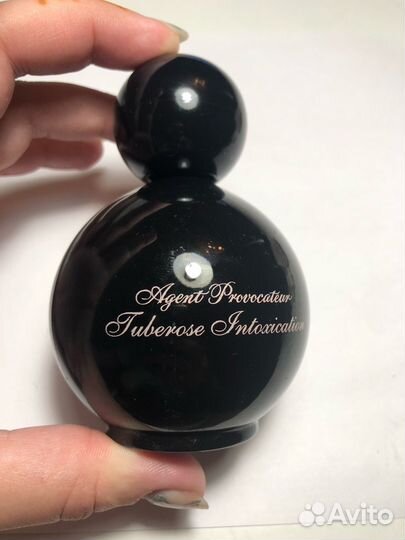 Agent Provocateur
Tuberose Intoxication
Avito